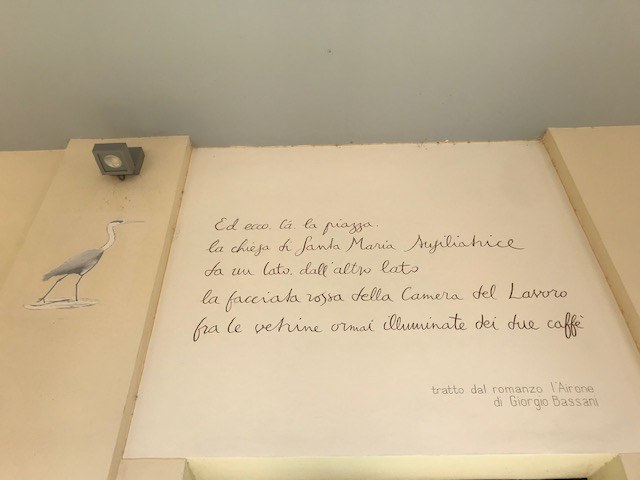 Ed ecco, là, la piazza.
la chiesa di Santa Maria Ausiliatrice
da un lato, dall'altro lato
la facciata rossa della Camera del Lavoro
fra le vetrine ormai illuminate dei due caffè
tratto dal romanzo l'Airone
di Giorgio Bassani